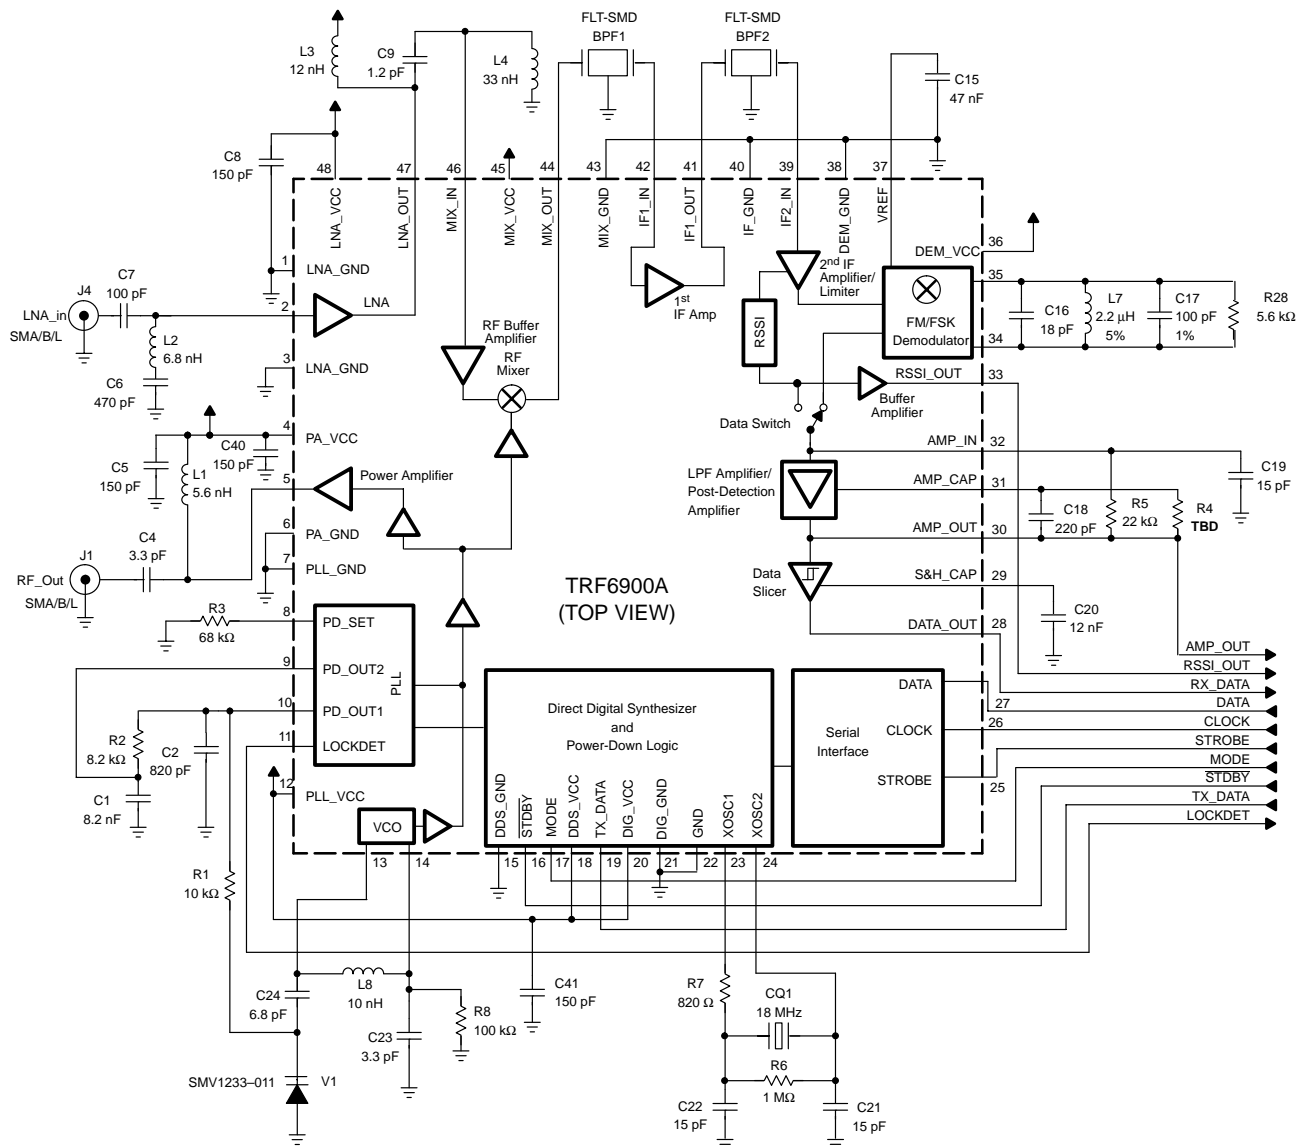 FLT-SMD
BPF1
FLT-SMD
BPF2
L3
12 nH
C9
1.2 pF
L4
33 nH
C15
47 nF
C8
150 pF
48
47
46
45
44
43
42
41
40
39
38
37
LNA_VCC
LNA_OUT
MIX_IN
MIX_VCC
MIX_OUT
MIX_GND
IF1_IN
IF1_OUT
IF_GND
IF2_IN
DEM_GND
VREF
DEM_VCC
36
1
LNA_GND
C7
100 pF
J4
LNA_in
SMA/B/L
2
LNA
L2
6.8 nH
C6
470 pF
3
LNA_GND
RF Buffer
Amplifier
RF
Mixer
1st
IF Amp
2nd IF
Amplifier/
Limiter
RSSI
FM/FSK
Demodulator
35
C16
18 pF
L7
2.2 μH
5%
C17
100 pF
1%
R28
5.6 kΩ
34
RSSI_OUT
33
Buffer
Amplifier
Data Switch
4
PA_VCC
C40
150 pF
C5
150 pF
L1
5.6 nH
5
Power Amplifier
AMP_IN
32
C19
15 pF
LPF Amplifier/
Post-Detection
Amplifier
AMP_CAP
31
C18
220 pF
R5
22 kΩ
R4
TBD
AMP_OUT
30
6
PA_GND
7
PLL_GND
C4
3.3 pF
J1
RF_Out
SMA/B/L
TRF6900A
(TOP VIEW)
Data
Slicer
S&H_CAP
29
C20
12 nF
DATA_OUT
28
R3
68 kΩ
8
PD_SET
9
PD_OUT2
PLL
10
PD_OUT1
11
LOCKDET
12
PLL_VCC
R2
8.2 kΩ
C2
820 pF
C1
8.2 nF
Direct Digital Synthesizer
and
Power-Down Logic
DATA
CLOCK
Serial
Interface
STROBE
27
26
25
AMP_OUT
RSSI_OUT
RX_DATA
DATA
CLOCK
STROBE
MODE
STDBY
TX_DATA
LOCKDET
VCO
DDS_GND
STDBY
MODE
DDS_VCC
TX_DATA
DIG_VCC
DIG_GND
GND
XOSC1
XOSC2
13
14
15
16
17
18
19
20
21
22
23
24
R1
10 kΩ
C24
6.8 pF
L8
10 nH
C23
3.3 pF
R8
100 kΩ
C41
150 pF
R7
820 Ω
CQ1
18 MHz
R6
1 MΩ
C22
15 pF
C21
15 pF
SMV1233–011
V1